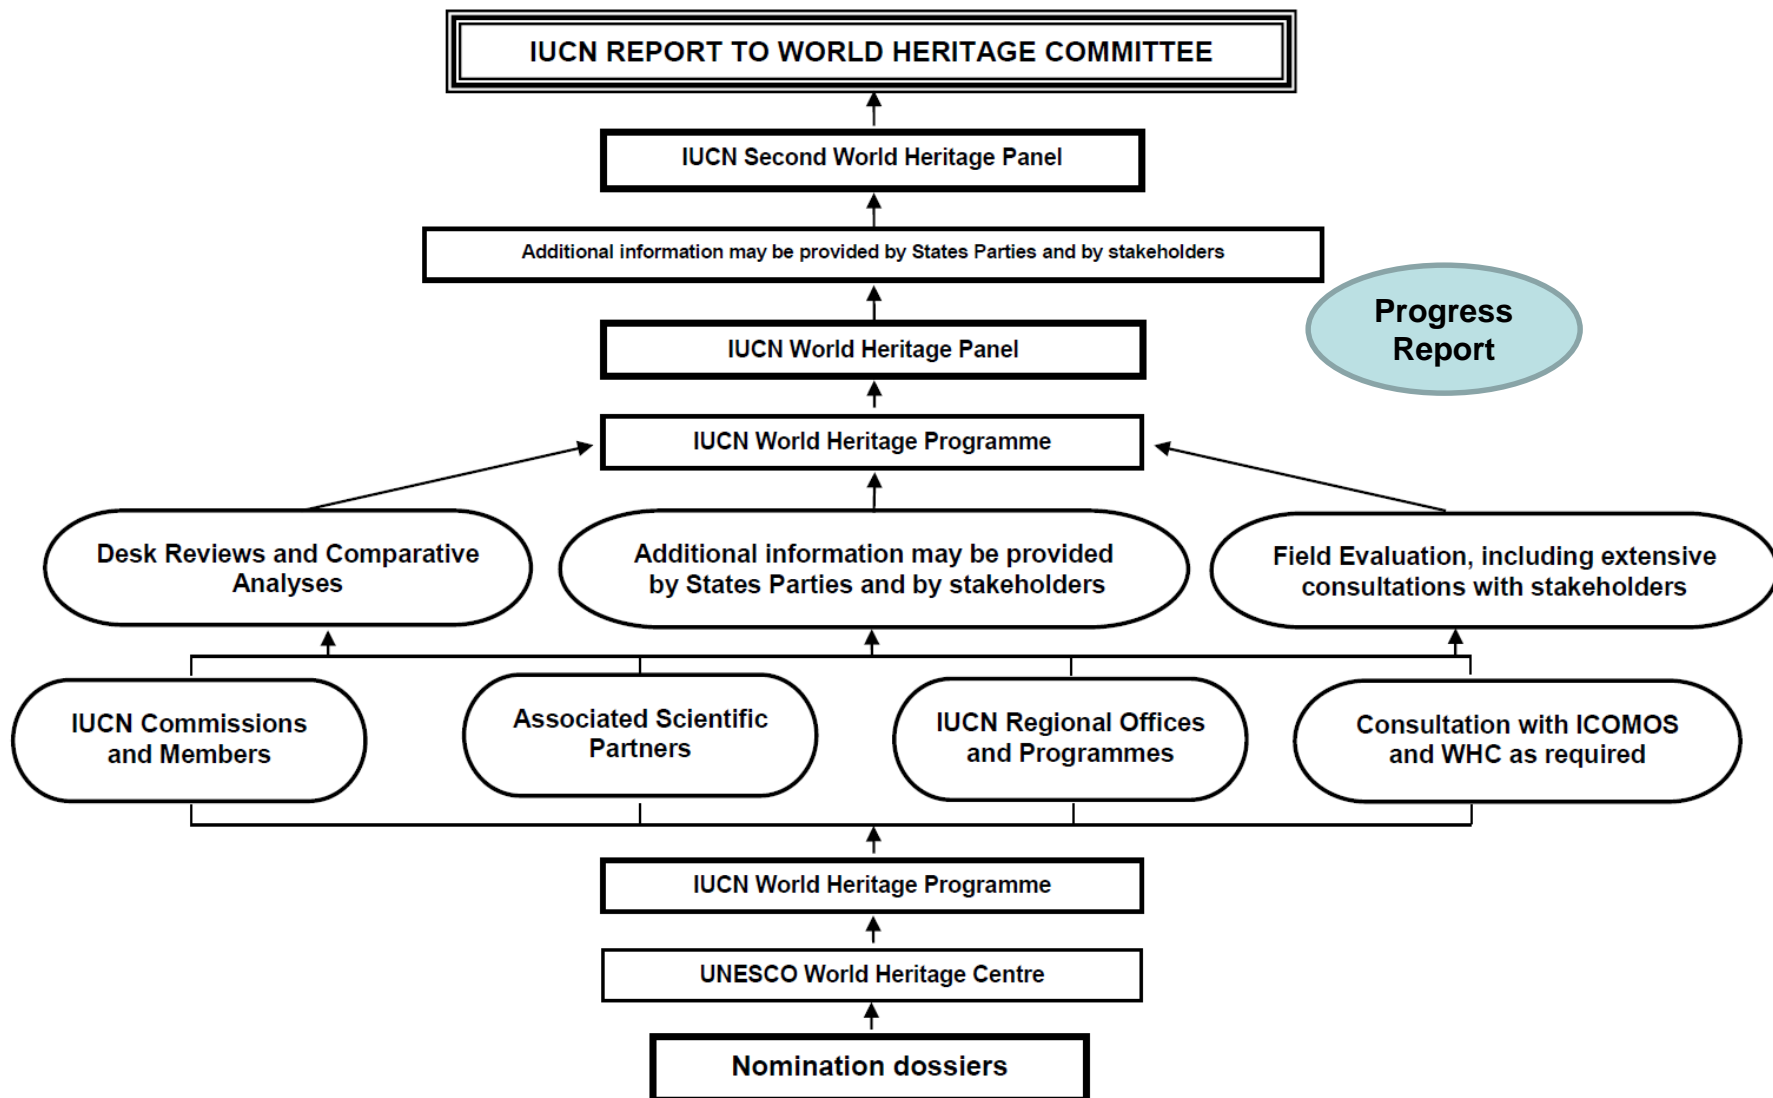 IUCN REPORT TO WORLD HERITAGE COMMITTEE
IUCN Second World Heritage Panel
Additional information may be provided by States Parties and by stakeholders
Progress
Report
IUCN World Heritage Panel
IUCN World Heritage Programme
Desk Reviews and Comparative
Analyses
Additional information may be provided
by States Parties and by stakeholders
Field Evaluation, including extensive
consultations with stakeholders
IUCN Commissions
and Members
Associated Scientific
Partners
IUCN Regional Offices
and Programmes
Consultation with ICOMOS
and WHC as required
IUCN World Heritage Programme
UNESCO World Heritage Centre
Nomination dossiers